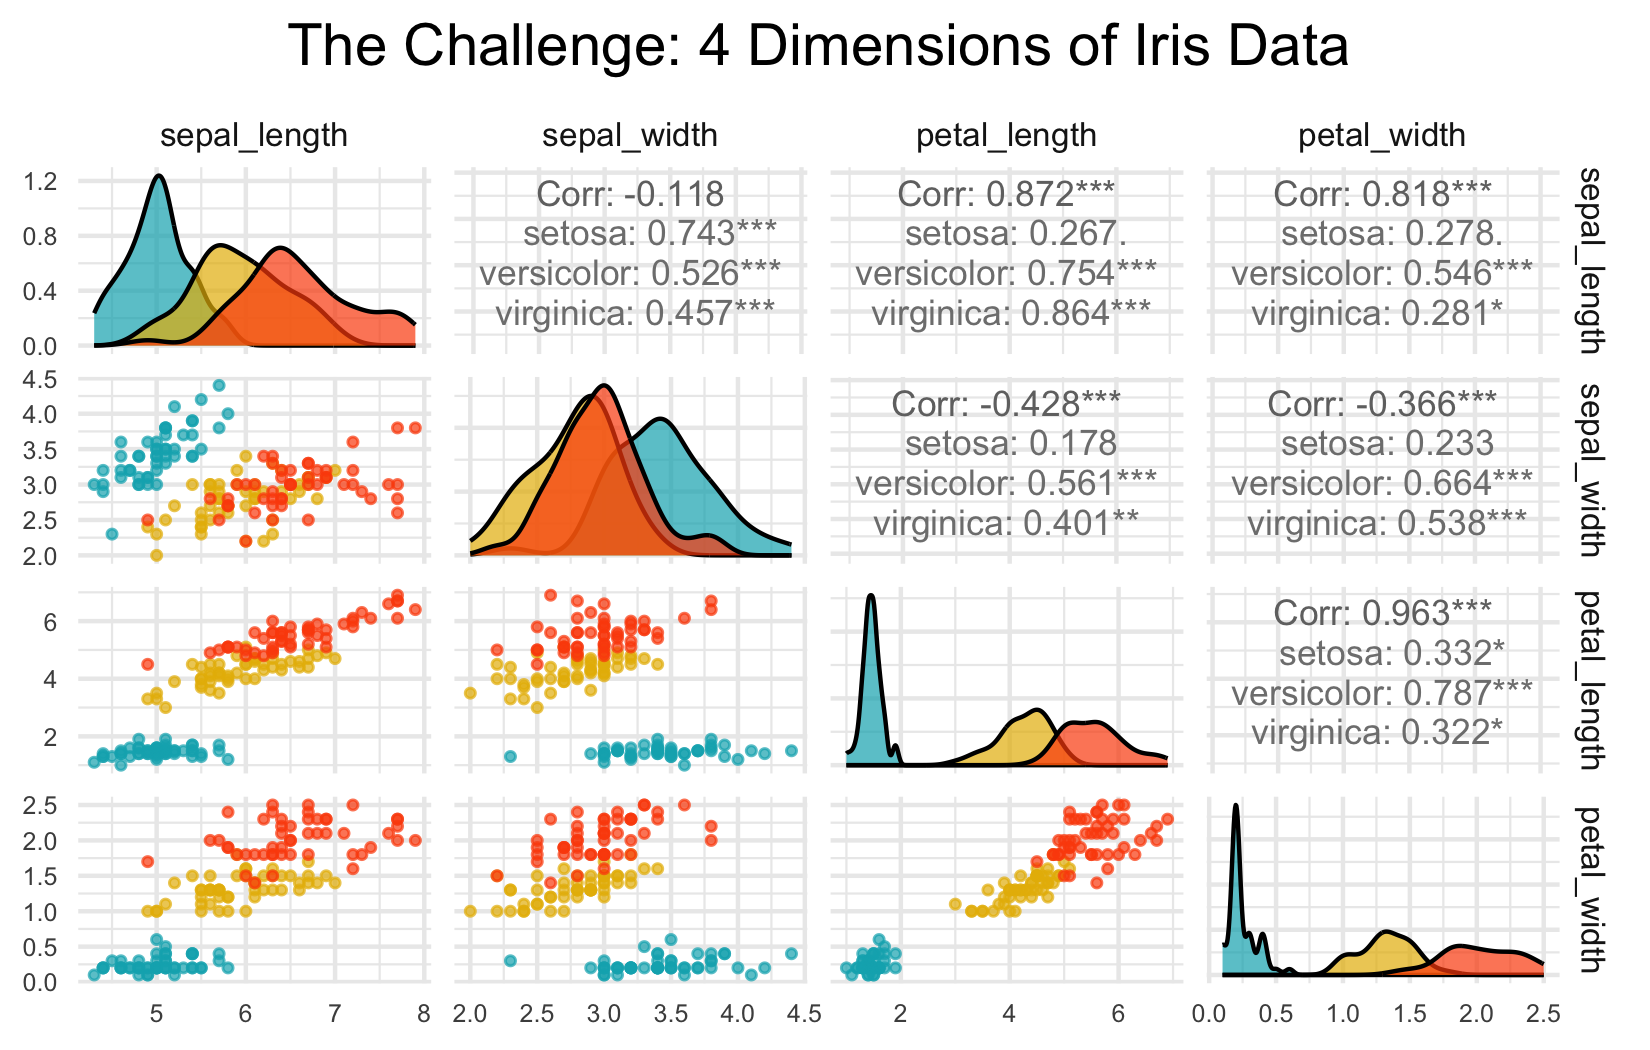 The Challenge: 4 Dimensions of Iris Data
sepal_length
sepal_width
petal_length
petal_width
1.2
0.8
0.4
0.0
Corr: -0.118
setosa: 0.743***
versicolor: 0.526***
virginica: 0.457***
Corr: 0.872***
setosa: 0.267.
versicolor: 0.754***
virginica: 0.864***
Corr: 0.818***
setosa: 0.278.
versicolor: 0.546***
virginica: 0.281*
sepal_length
4.5
4.0
3.5
3.0
2.5
2.0
Corr: -0.428***
setosa: 0.178
versicolor: 0.561***
virginica: 0.401**
Corr: -0.366***
setosa: 0.233
versicolor: 0.664***
virginica: 0.538***
sepal_width
6
4
2
Corr: 0.963***
setosa: 0.332*
versicolor: 0.787***
virginica: 0.322*
petal_length
2.5
2.0
1.5
1.0
0.5
0.0
petal_width
5 6 7 8
2.0 2.5 3.0 3.5 4.0 4.5
2 4 6
0.0 0.5 1.0 1.5 2.0 2.5